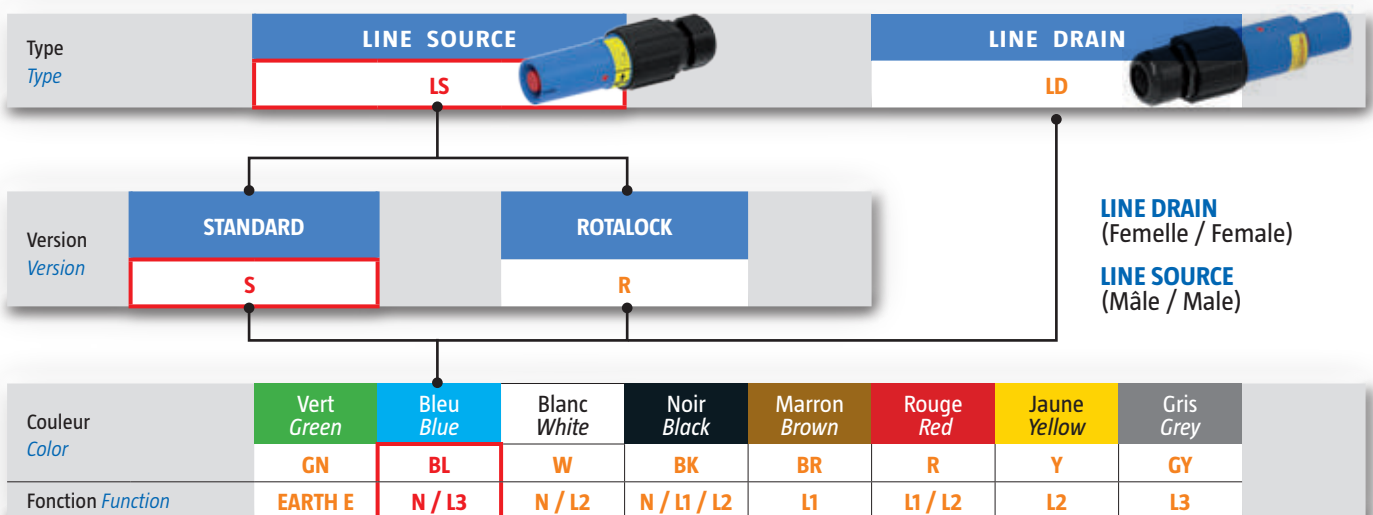 Type
Type
LINE SOURCE
LS
LINE DRAIN
LD
Version
Version
STANDARD
S
ROTALOCK
R
LINE DRAIN
(Femelle / Female)
LINE SOURCE
(Mâle / Male)
Couleur
Color
Vert
Green
Bleu
Blue
Blanc
White
Noir
Black
Marron
Brown
Rouge
Red
Jaune
Yellow
Gris
Grey
GN
BL
W
BK
BR
R
Y
GY
Fonction Function
EARTH E
N / L3
N / L2
N / L1 / L2
L1
L1 / L2
L2
L3